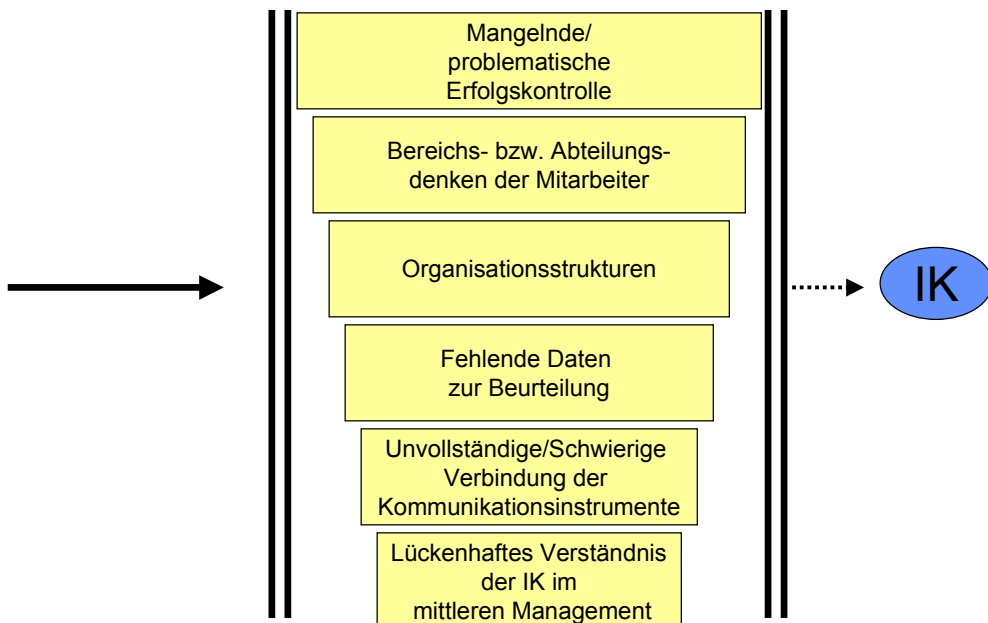 Mangelnde/
problematische
Erfolgskontrolle
Bereichs- bzw. Abteilungs-
denken der Mitarbeiter
Organisationsstrukturen
IK
Fehlende Daten
zur Beurteilung
Unvollständige/Schwierige
Verbindung der
Kommunikationsinstrumente
Lückenhaftes Verständnis
der IK im
mittleren Management